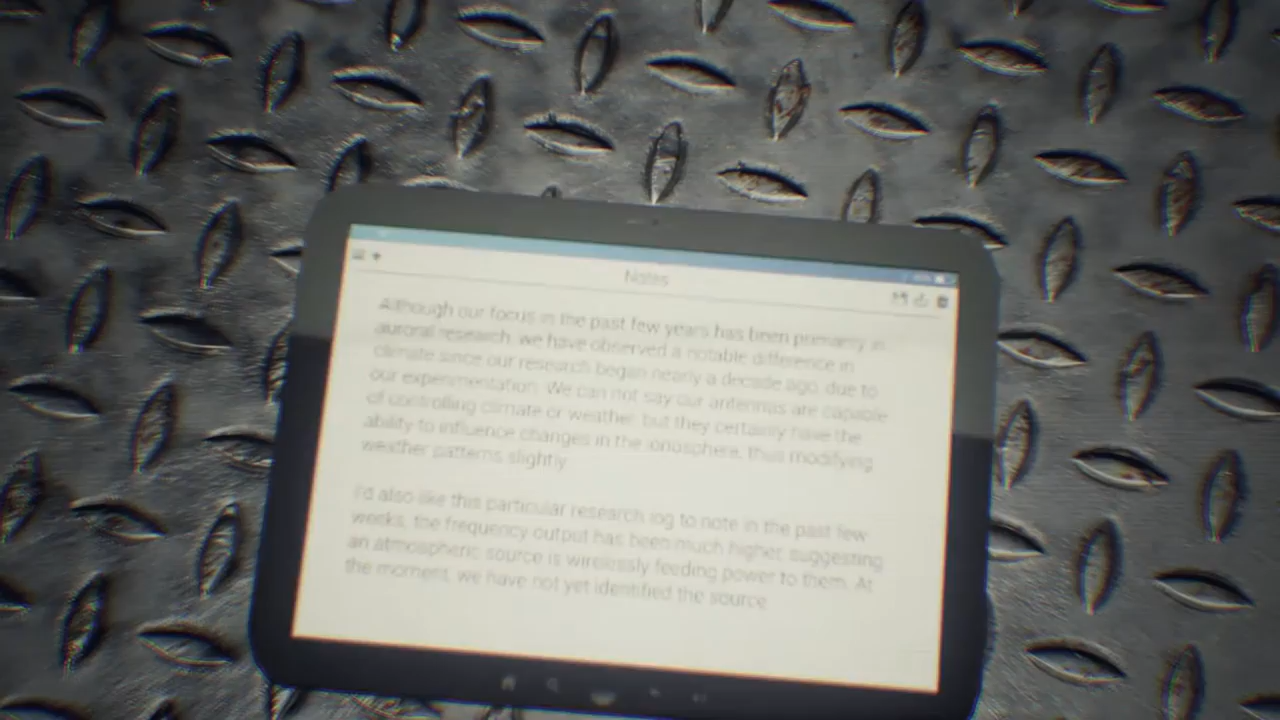 Notes
Although our focus in the past few years has been primarily in
auroral research, we have observed a notable difference in
climate since our research began nearly a decade ago, due to
our experimentation. We can not say our antennas are capable
of controlling climate or weather, but they certainly have the
ability to influence changes in the ionosphere, thus modifying
weather patterns slightly.
I'd also like this particular research log to note in the past few
weeks, the frequency output has been much higher, suggesting
an atmospheric source is wirelessly feeding power to them. At
the moment, we have not yet identified the source.